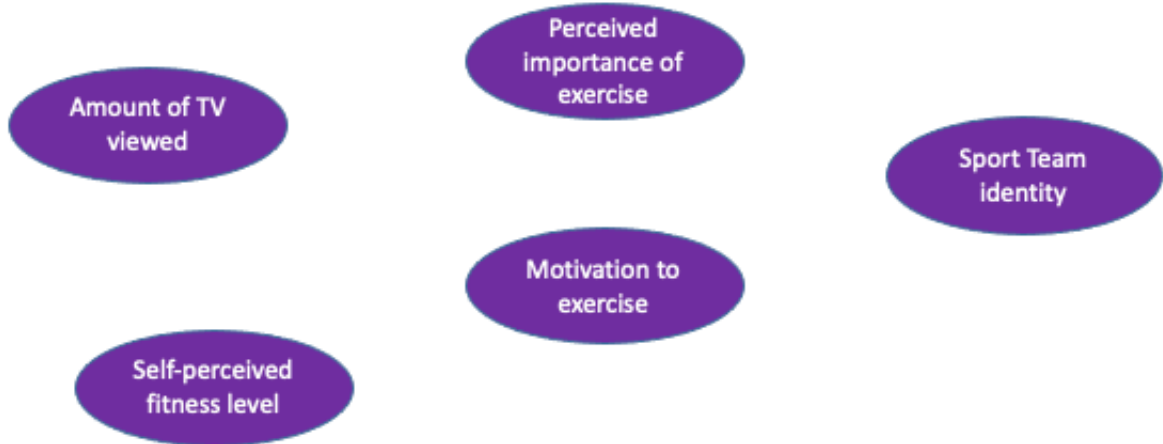 Perceived
importance of
exercise
Amount of TV
viewed
Sport Team
identity
Motivation to
exercise
Self-perceived
fitness level